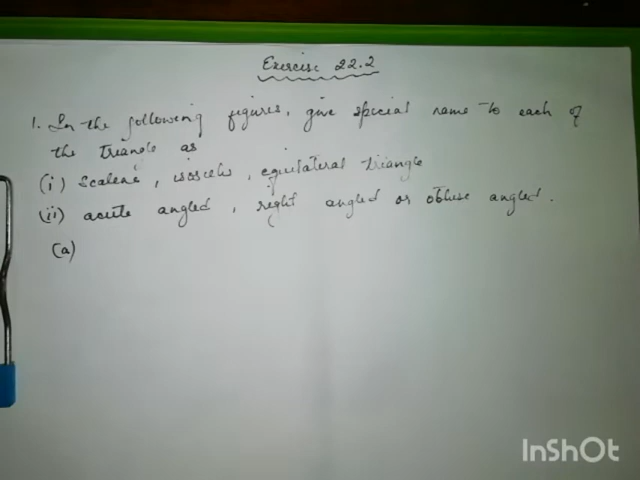 Exercise 22.2
1. In the following figures, give special name to each of
the triangle as
(i) Scalene, isosceles, equilateral triangle
(ii) acute angled, right angled or obtuse angled.
(a)
InShOt